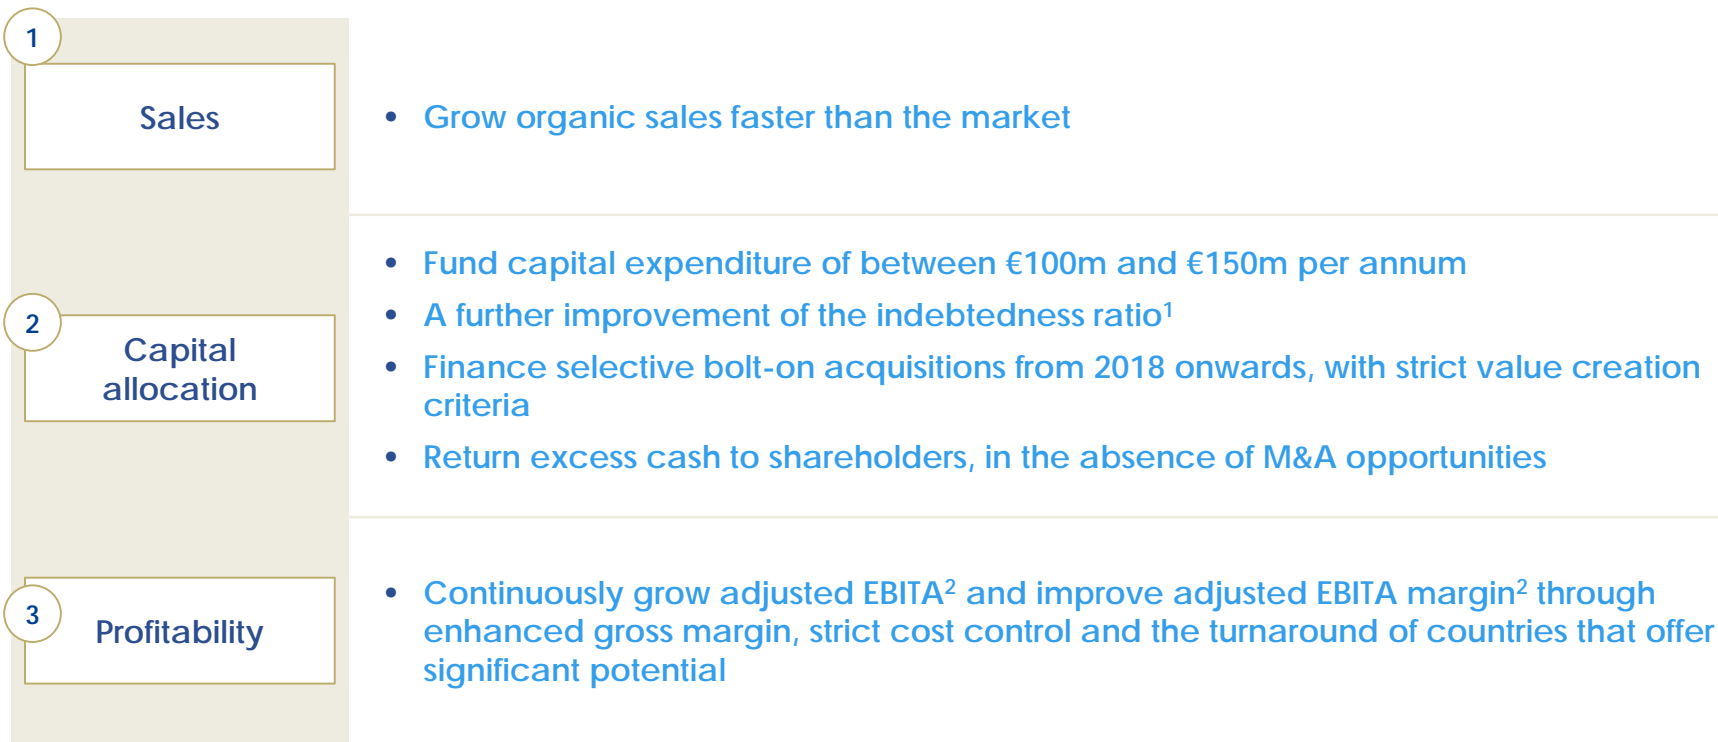 1
Sales
• Grow organic sales faster than the market
2
Capital
allocation
• Fund capital expenditure of between €100m and €150m per annum
• A further improvement of the indebtedness ratio¹
• Finance selective bolt-on acquisitions from 2018 onwards, with strict value creation
criteria
• Return excess cash to shareholders, in the absence of M&A opportunities
3
Profitability
• Continuously grow adjusted EBITA² and improve adjusted EBITA margin² through
enhanced gross margin, strict cost control and the turnaround of countries that offer
significant potential